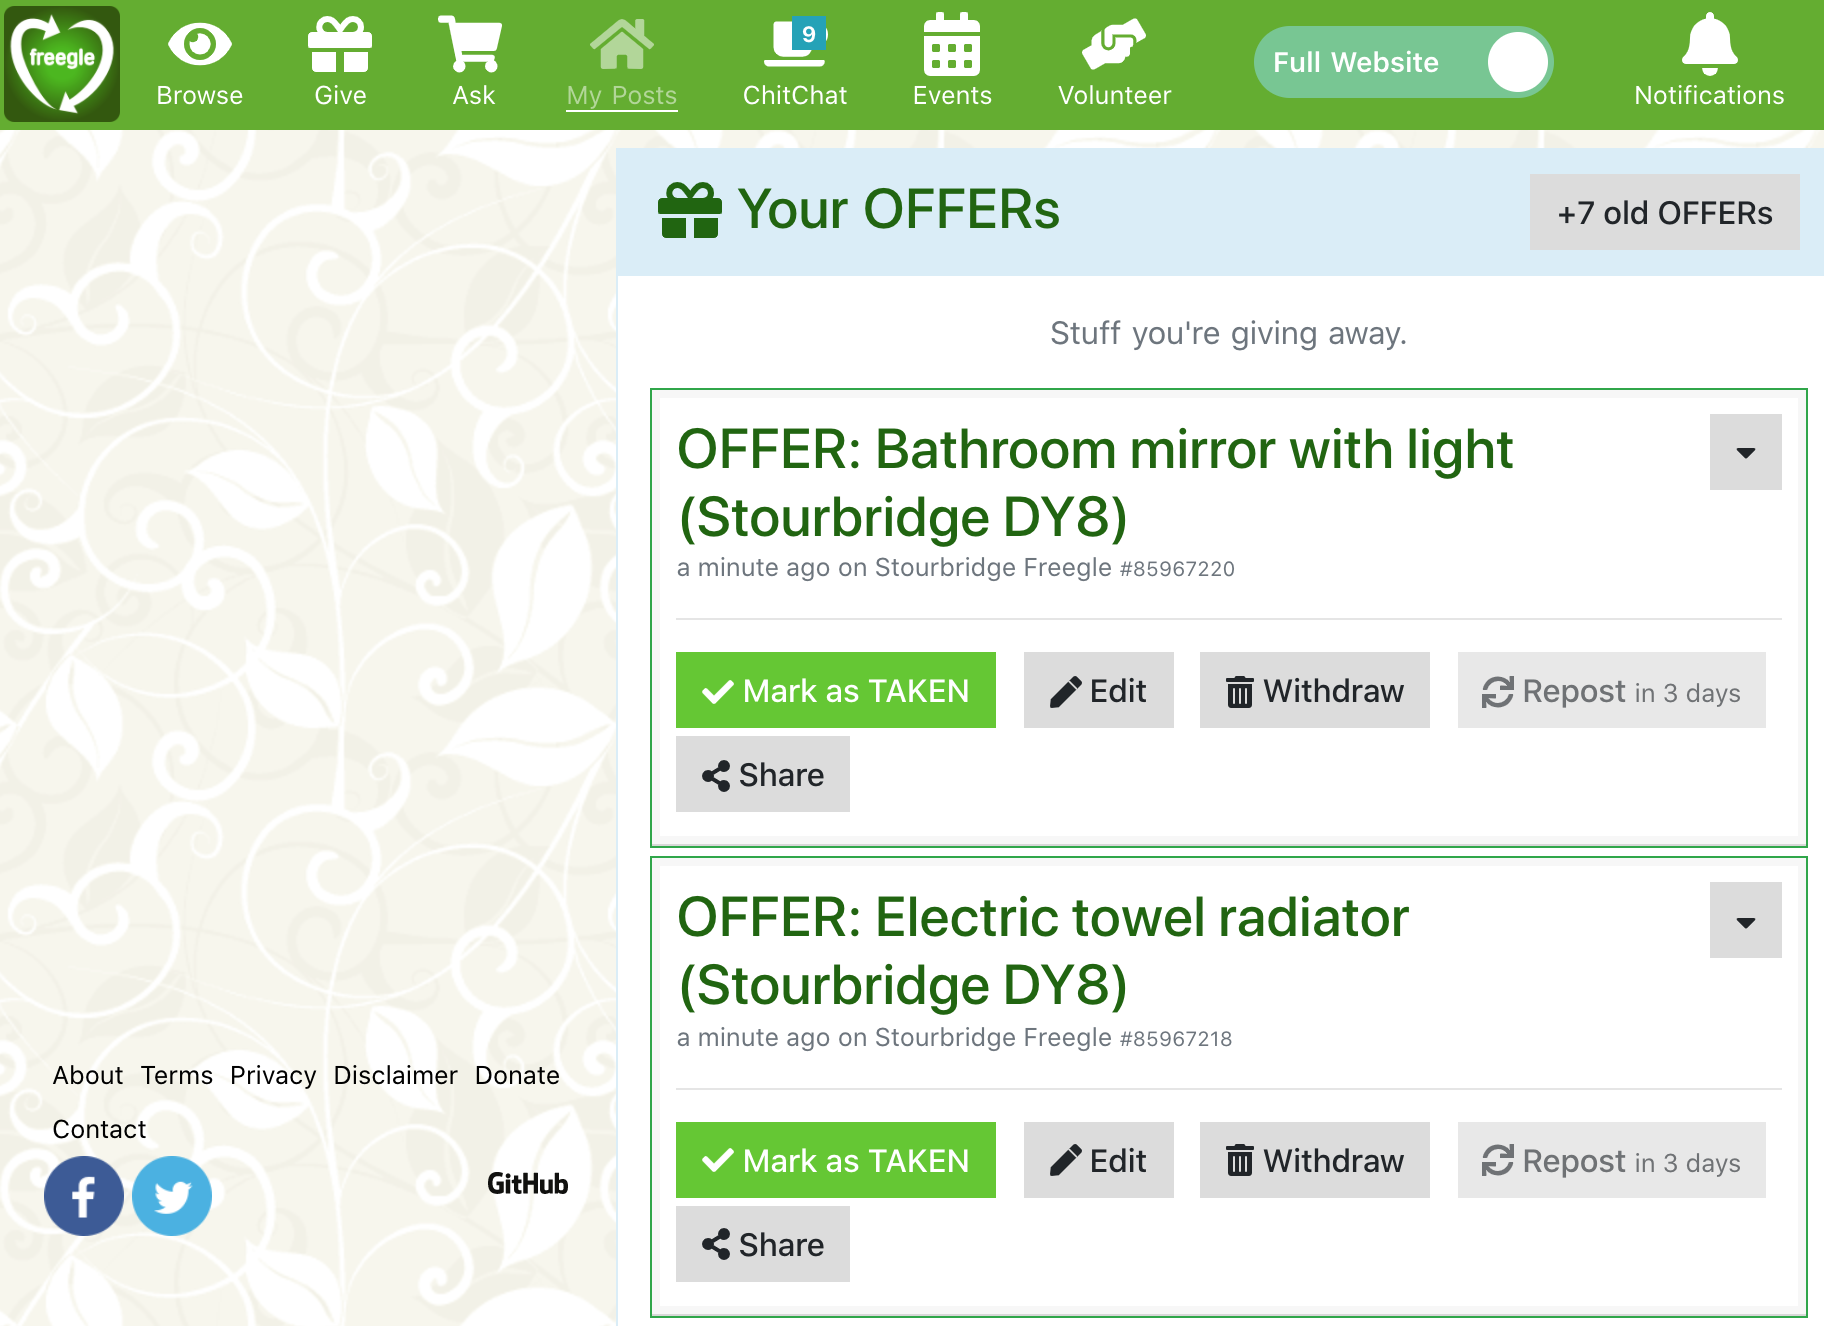 freegle
Browse
Give
Ask
My Posts
9
ChitChat
Events
Volunteer
Full Website
Notifications
Your OFFERs
+7 old OFFERs
Stuff you're giving away.
OFFER: Bathroom mirror with light
(Stourbridge DY8)
a minute ago on Stourbridge Freegle #85967220
Mark as TAKEN
Edit
Withdraw
Repost in 3 days
Share
OFFER: Electric towel radiator
(Stourbridge DY8)
a minute ago on Stourbridge Freegle #85967218
Mark as TAKEN
Edit
Withdraw
Repost in 3 days
Share
About Terms Privacy Disclaimer Donate
Contact
GitHub